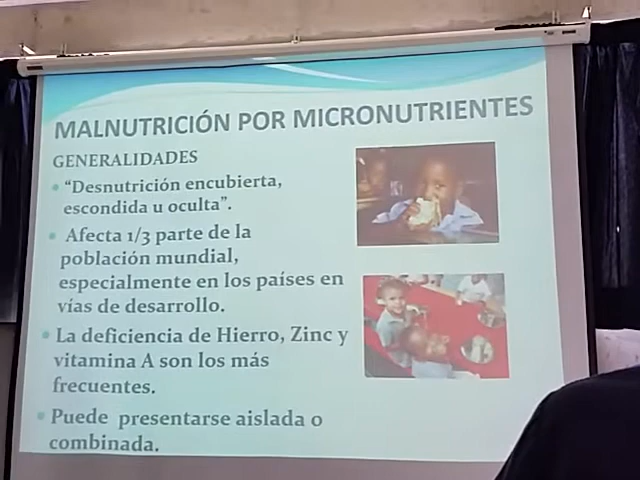 MALNUTRICIÓN POR MICRONUTRIENTES
GENERALIDADES
"Desnutrición encubierta,
escondida u oculta".
Afecta 1/3 parte de la
población mundial,
especialmente en los países en
vías de desarrollo.
La deficiencia de Hierro, Zinc y
vitamina A son los más
frecuentes.
Puede presentarse aislada o
combinada.